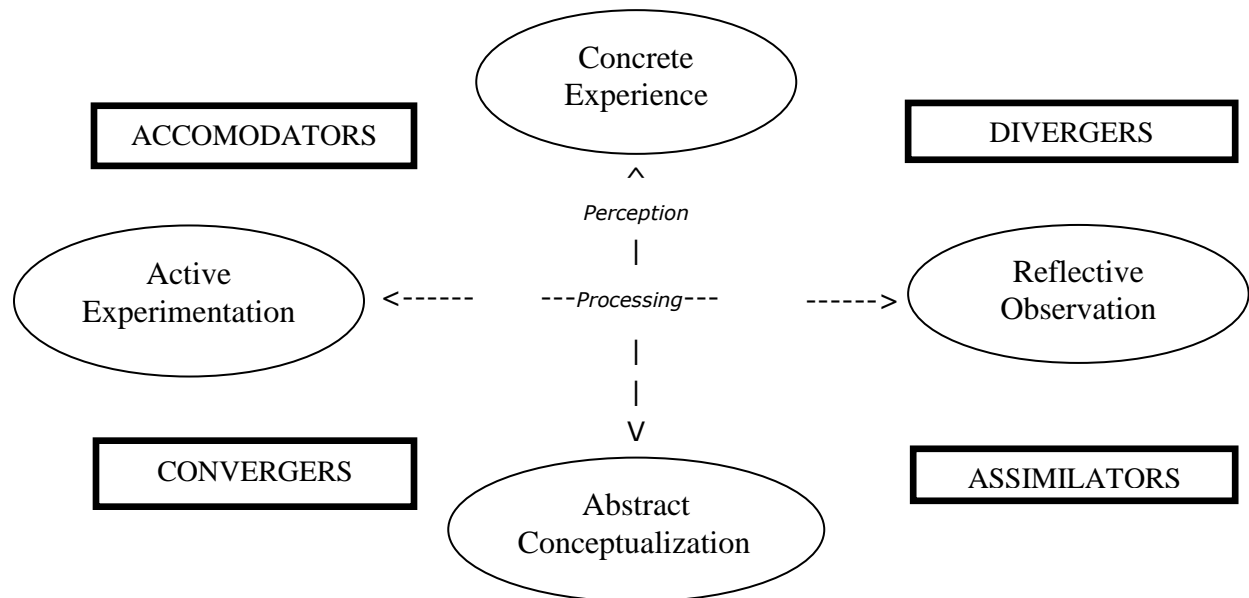 Concrete
Experience
ACCOMODATORS
DIVERGERS
^
Perception
|
Active
Experimentation
<------ ---Processing--- ------>
Reflective
Observation
|
|
V
CONVERGERS
ASSIMILATORS
Abstract
Conceptualization